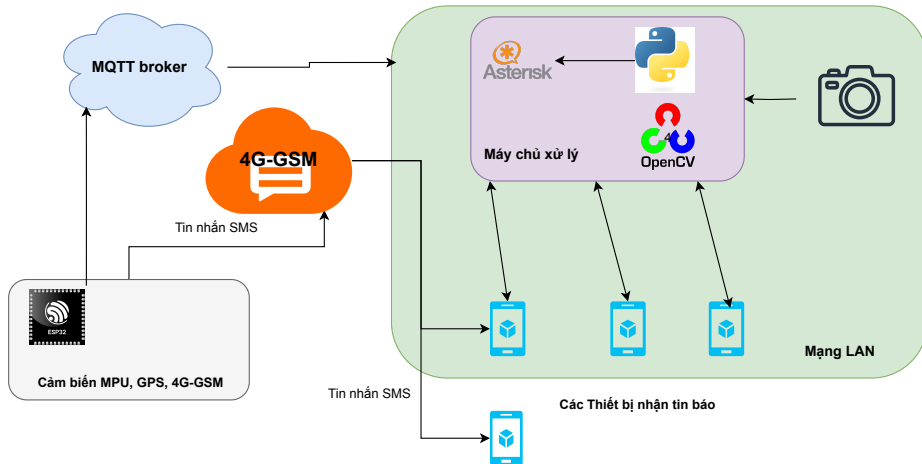 MQTT broker
Asterisk
4
OpenCV
Máy chủ xử lý
4G-GSM
Tin nhắn SMS
ESP32
Cảm biến MPU, GPS, 4G-GSM
Mạng LAN
Tin nhắn SMS
Các Thiết bị nhận tin báo